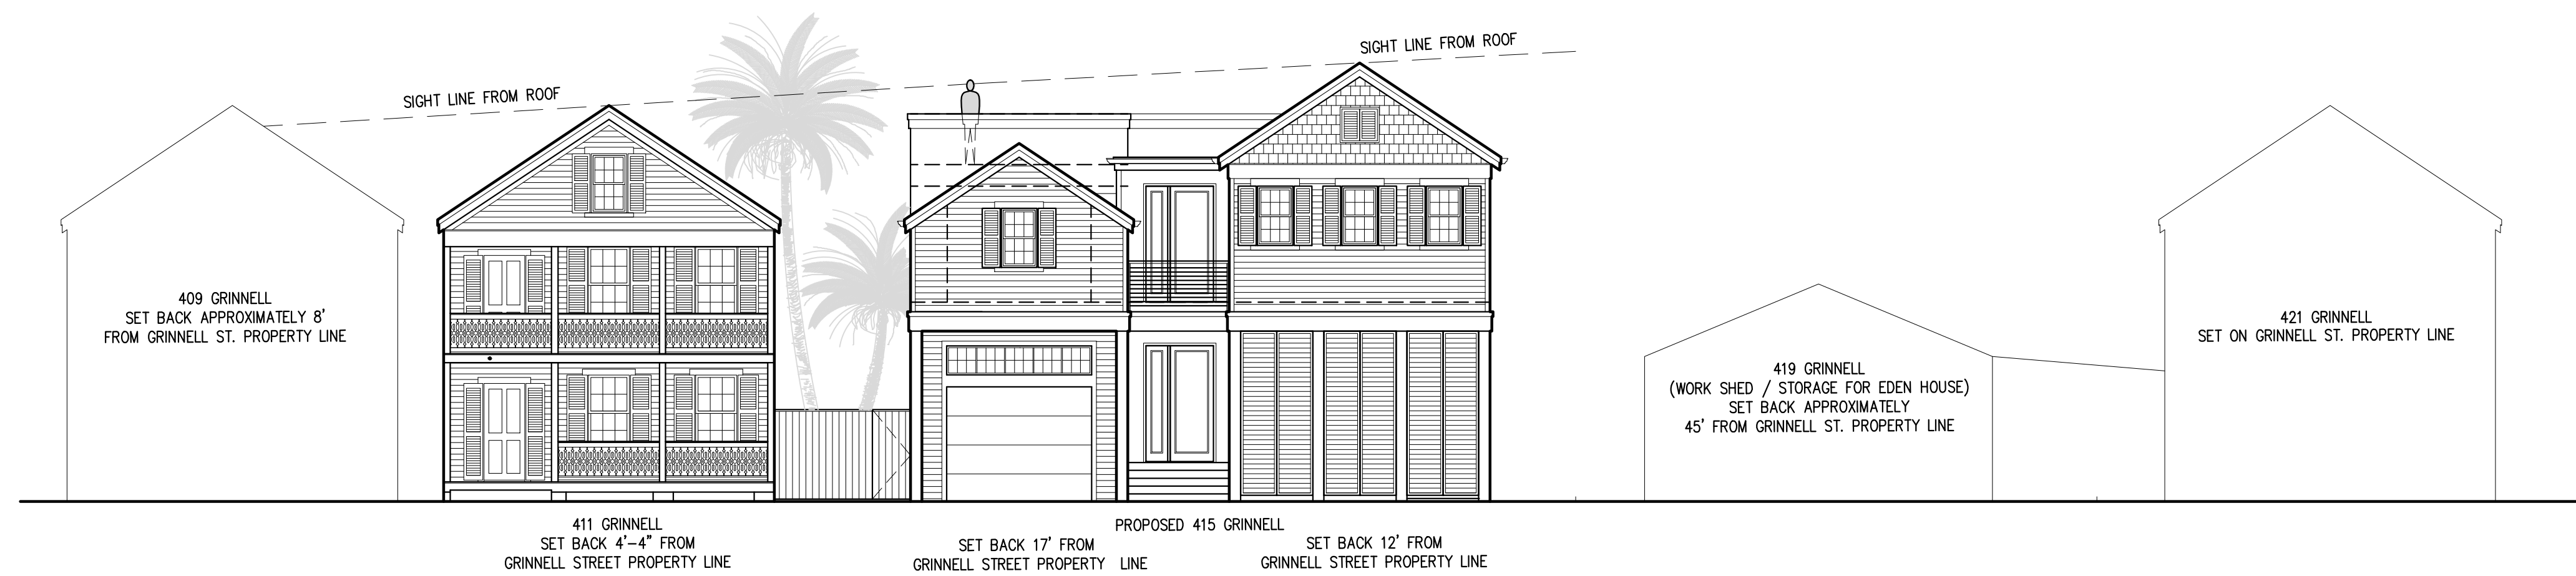 SIGHT LINE FROM ROOF
SIGHT LINE FROM ROOF
409 GRINNELL
SET BACK APPROXIMATELY 8'
FROM GRINNELL ST. PROPERTY LINE
421 GRINNELL
SET ON GRINNELL ST. PROPERTY LINE
419 GRINNELL
(WORK SHED / STORAGE FOR EDEN HOUSE)
SET BACK APPROXIMATELY
45' FROM GRINNELL ST. PROPERTY LINE
411 GRINNELL
SET BACK 4'-4" FROM
GRINNELL STREET PROPERTY LINE
PROPOSED 415 GRINNELL
SET BACK 17' FROM
GRINNELL STREET PROPERTY LINE
SET BACK 12' FROM
GRINNELL STREET PROPERTY LINE